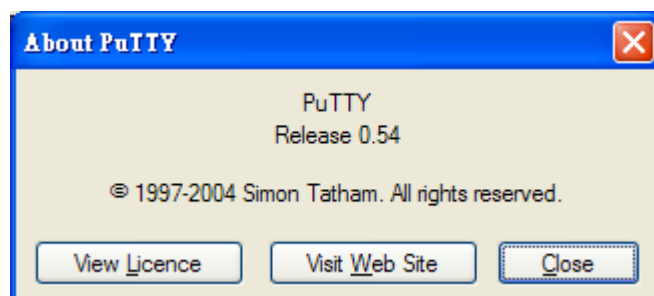 About PuTTY
PuTTY
Release 0.54
© 1997-2004 Simon Tatham. All rights reserved.
View Licence Visit Web Site Close